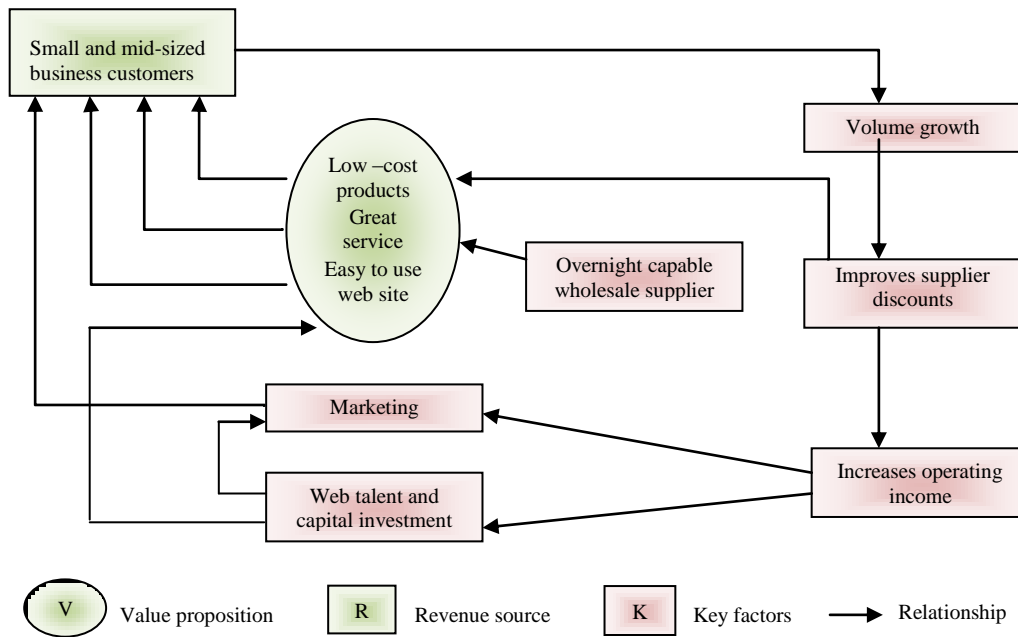 Small and mid-sized
business customers
Volume growth
Low –cost
products
Great
service
Easy to use
web site
Overnight capable
wholesale supplier
Improves supplier
discounts
Marketing
Web talent and
capital investment
Increases operating
income
V Value proposition R Revenue source K Key factors Relationship